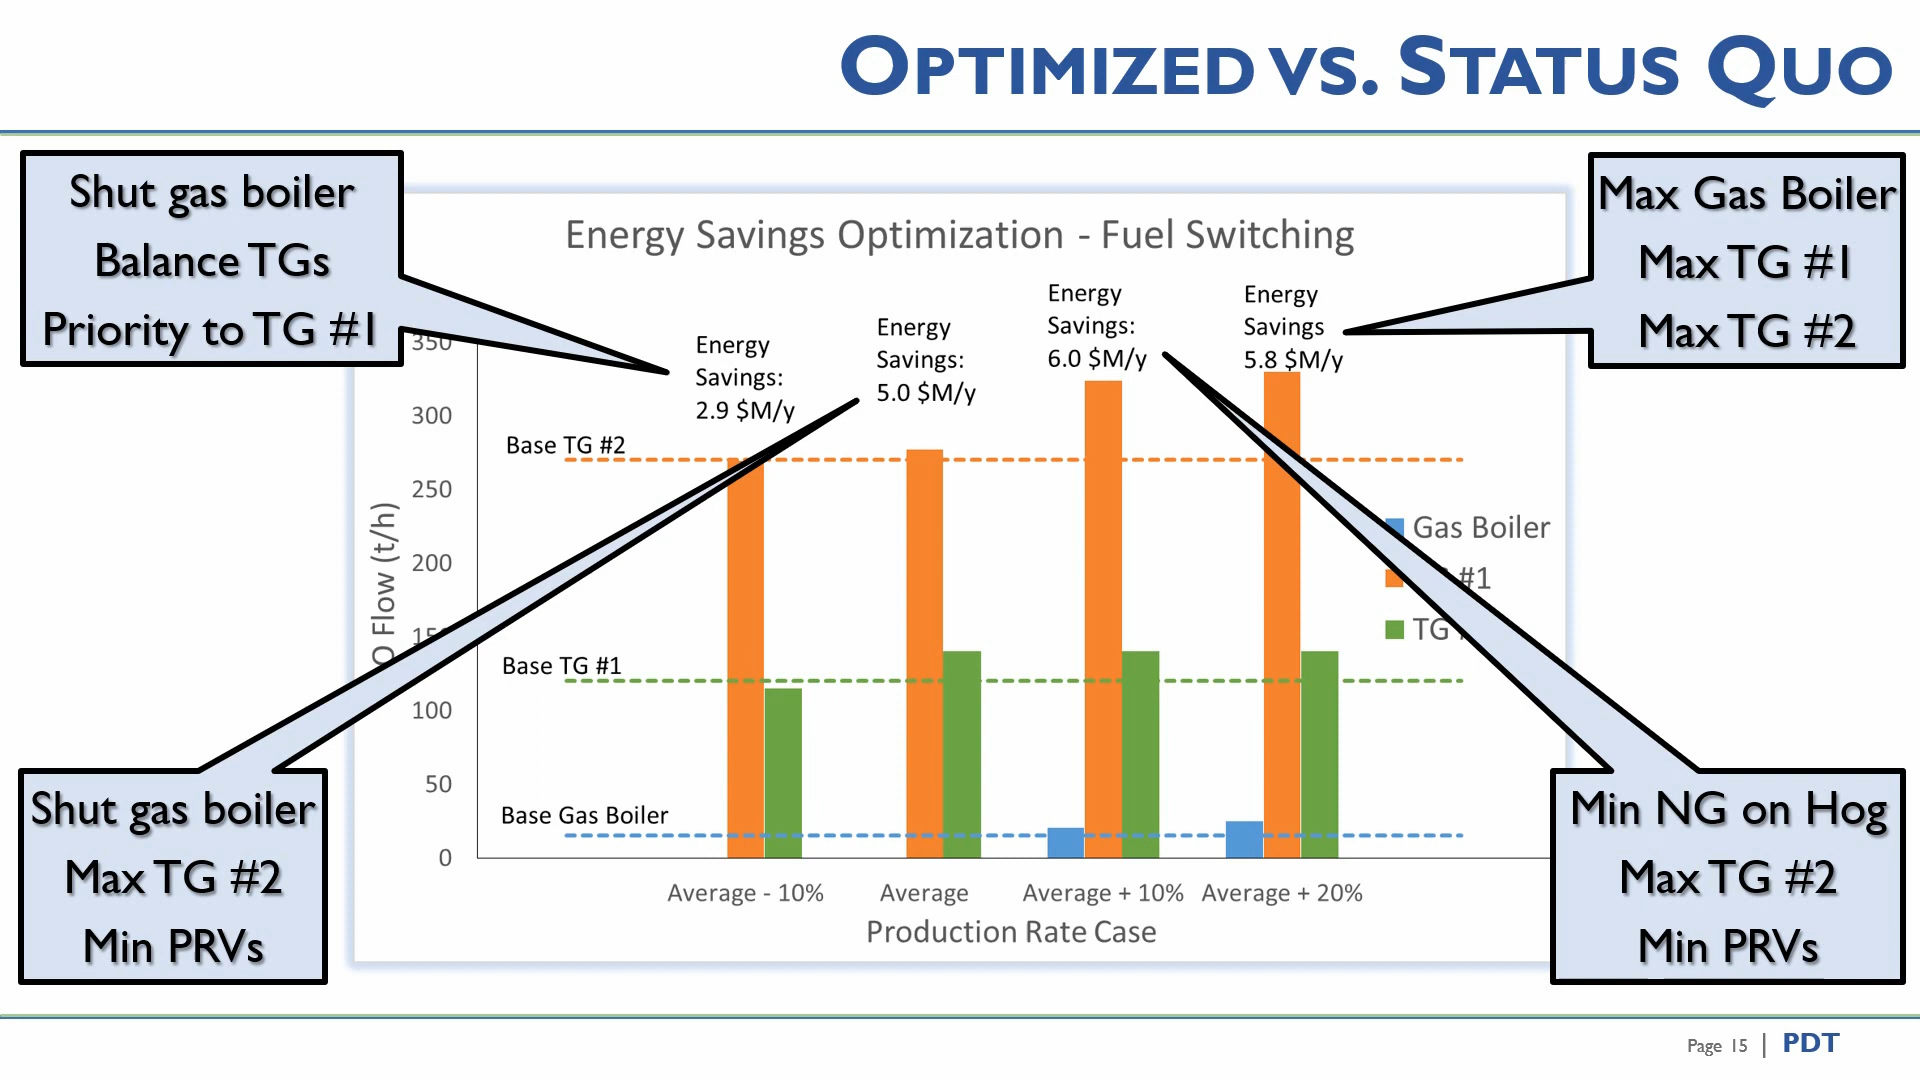 OPTIMIZED VS. STATUS QUO
Shut gas boiler
Balance TGs
Priority to TG #1
Max Gas Boiler
Max TG #1
Max TG #2
Energy Savings Optimization - Fuel Switching
Energy
Savings:
2.9 $M/y
Energy
Savings:
5.0 $M/y
Energy
Savings:
6.0 $M/y
Energy
Savings
5.8 $M/y
350
300
250
200
100
50
0
O Flow (t/h)
Base TG #2
Base TG #1
Base Gas Boiler
Gas Boiler
#1
TG
Average - 10%
Average
Average + 10%
Average + 20%
Production Rate Case
Shut gas boiler
Max TG #2
Min PRVs
Min NG on Hog
Max TG #2
Min PRVs
Page 15 | PDT